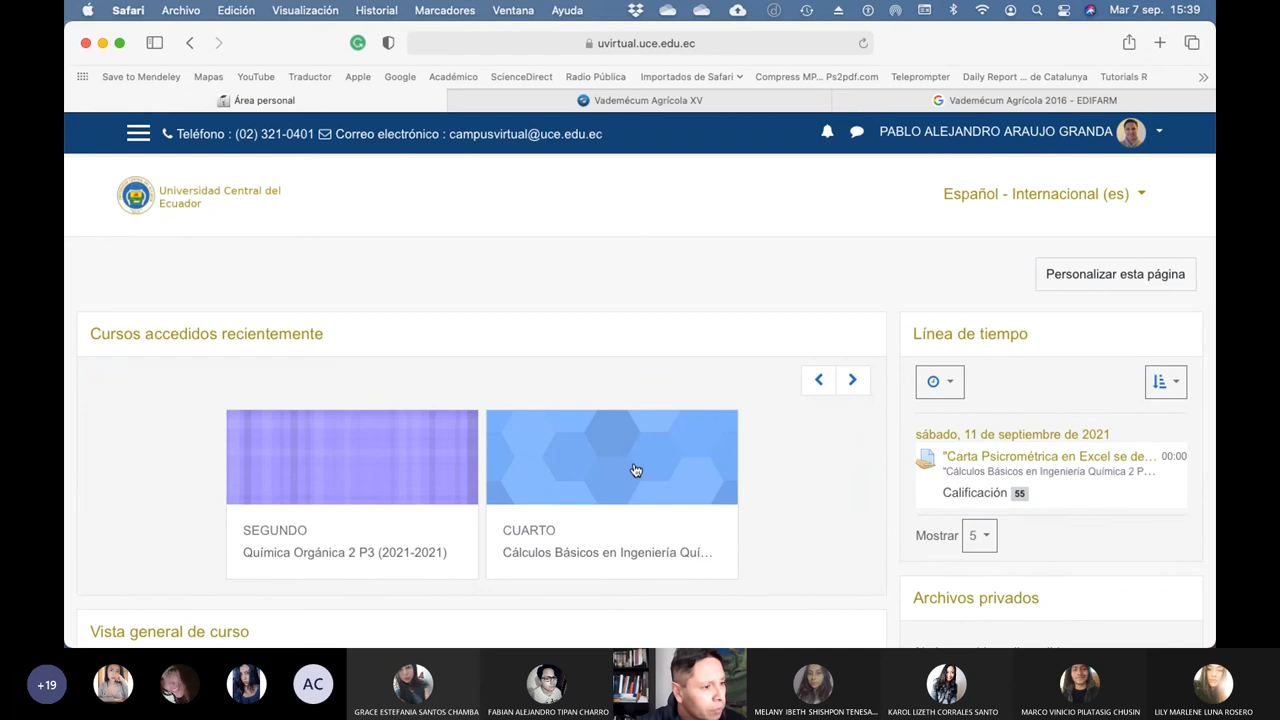 Safari Archivo Edición Visualización Historial Marcadores Ventana Ayuda Mar 7 sep. 15:39
uvirtual.uce.edu.ec
Save to Mendeley Mapas YouTube Traductor Apple Google Académico ScienceDirect Radio Pública Importados de Safari Compress MP... Ps2pdf.com Teleprompter Daily Report ... de Catalunya Tutorials R
Área personal Vademécum Agrícola XV Vademécum Agrícola 2016 - EDIFARM
Teléfono : (02) 321-0401 Correo electrónico : campusvirtual@uce.edu.ec PABLO ALEJANDRO ARAUJO GRANDA
Universidad Central del
Ecuador
Español - Internacional (es)
Personalizar esta página
Cursos accedidos recientemente
SEGUNDO
Química Orgánica 2 P3 (2021-2021)
CUARTO
Cálculos Básicos en Ingeniería Quí...
Vista general de curso
Línea de tiempo
sábado, 11 de septiembre de 2021
"Carta Psicrométrica en Excel se de... 00:00
"Cálculos Básicos en Ingeniería Química 2 P...
Calificación 55
Mostrar 5
Archivos privados
+19
AC
GRACE ESTEFANIA SANTOS CHAMBA
FABIAN ALEJANDRO TIPAN CHARRO
MELANY IBETH SHISHPON TENESA...
KAROL LIZETH CORRALES SANTO
MARCO VINICIO PILATASIG CHUSIN
LILY MARLENE LUNA ROSERO